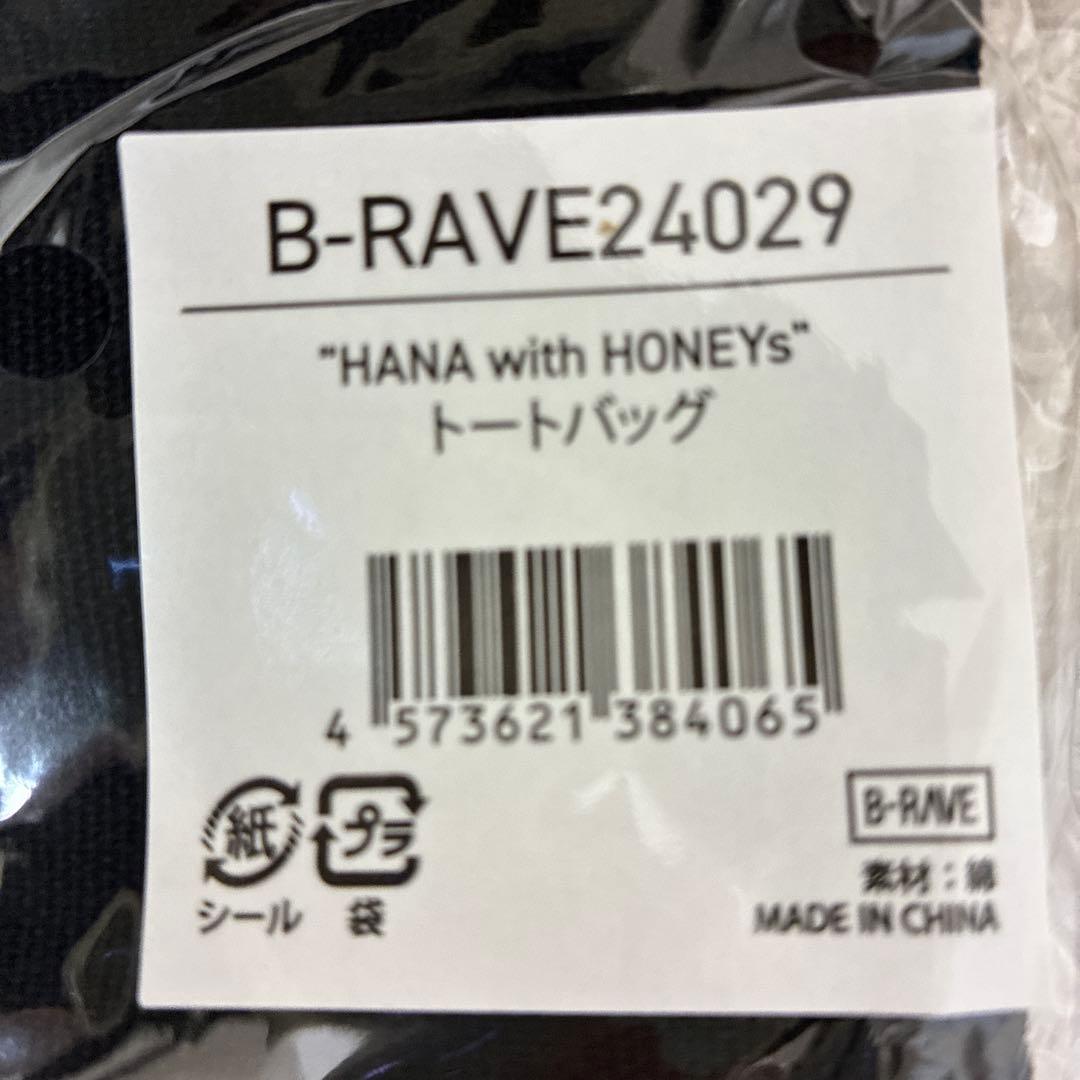 B-RAVE24029
"HANA with HONEYs"
トートバッグ
4 573621 384065
紙
プラ
シール 袋
B-RAVE
素材：綿
MADE IN CHINA